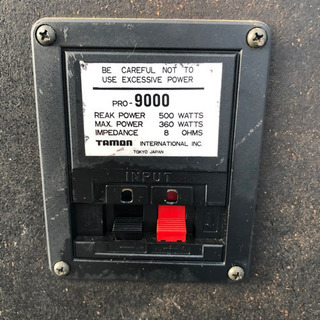 BE CAREFUL NOT TO
USE EXCESSIVE POWER
PRO-9000
REAK POWER 500 WATTS
MAX. POWER 360 WATTS
IMPEDANCE 8 OHMS
TAMON INTERNATIONAL INC.
TOKYO JAPAN
INPUT